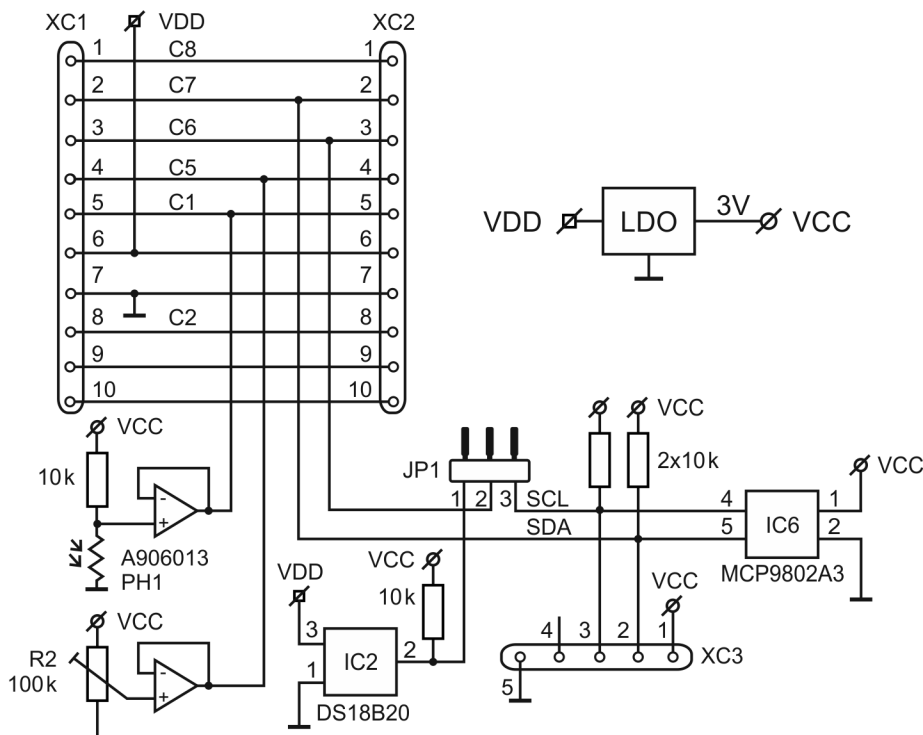 XC1 VDD XC2
1 C8 1
2 C7 2
3 C6 3
4 C5 4
5 C1 5
6 6
7 7
8 C2 8
9 9
10 10
VDD LDO 3V VCC
VCC
10k
- +
A906013
PH1
VCC
R2
100k
- +
JP1
1 2 3 SCL
SDA
VCC
2x10k
4 IC6 1
5 2
VCC
MCP9802A3
VDD
VCC
10k
3
1 IC2 2
DS18B20
VCC
4 3 2 1
XC3
5